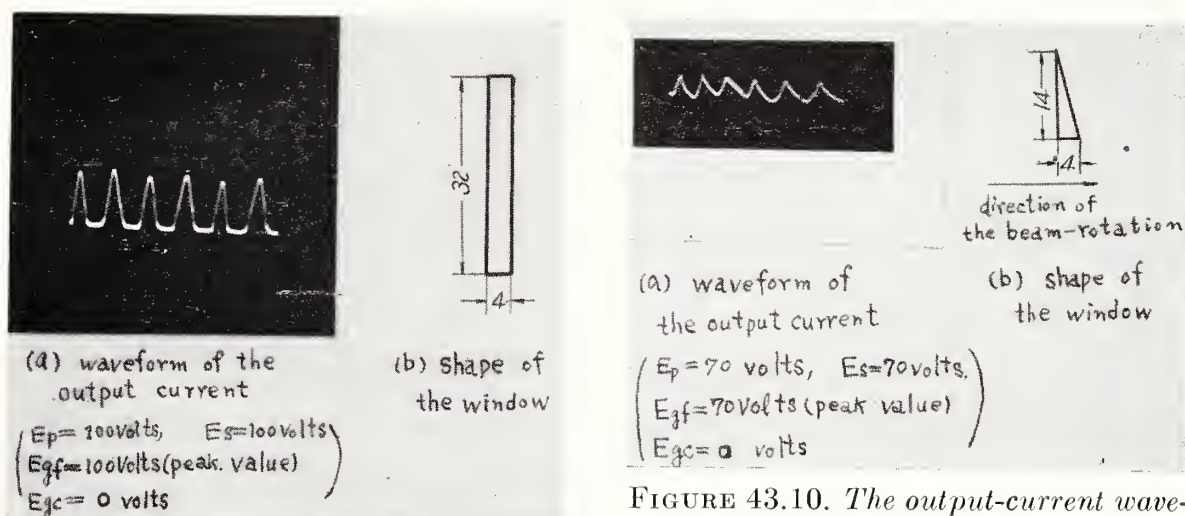 32
4
(a) waveform of the
output current
(b) shape of
the window
Ep= 100volts, Es=100volts
Egf=100Volts(peak. value)
Egc= 0 volts
14
4
direction of
the beam-rotation
(a) waveform of
the output current
(b) shape of
the window
Ep=70 volts, Es=70volts,
Egf=70Volts (peak value)
Egc= 0 volts
FIGURE 43.10. The output-current wave-